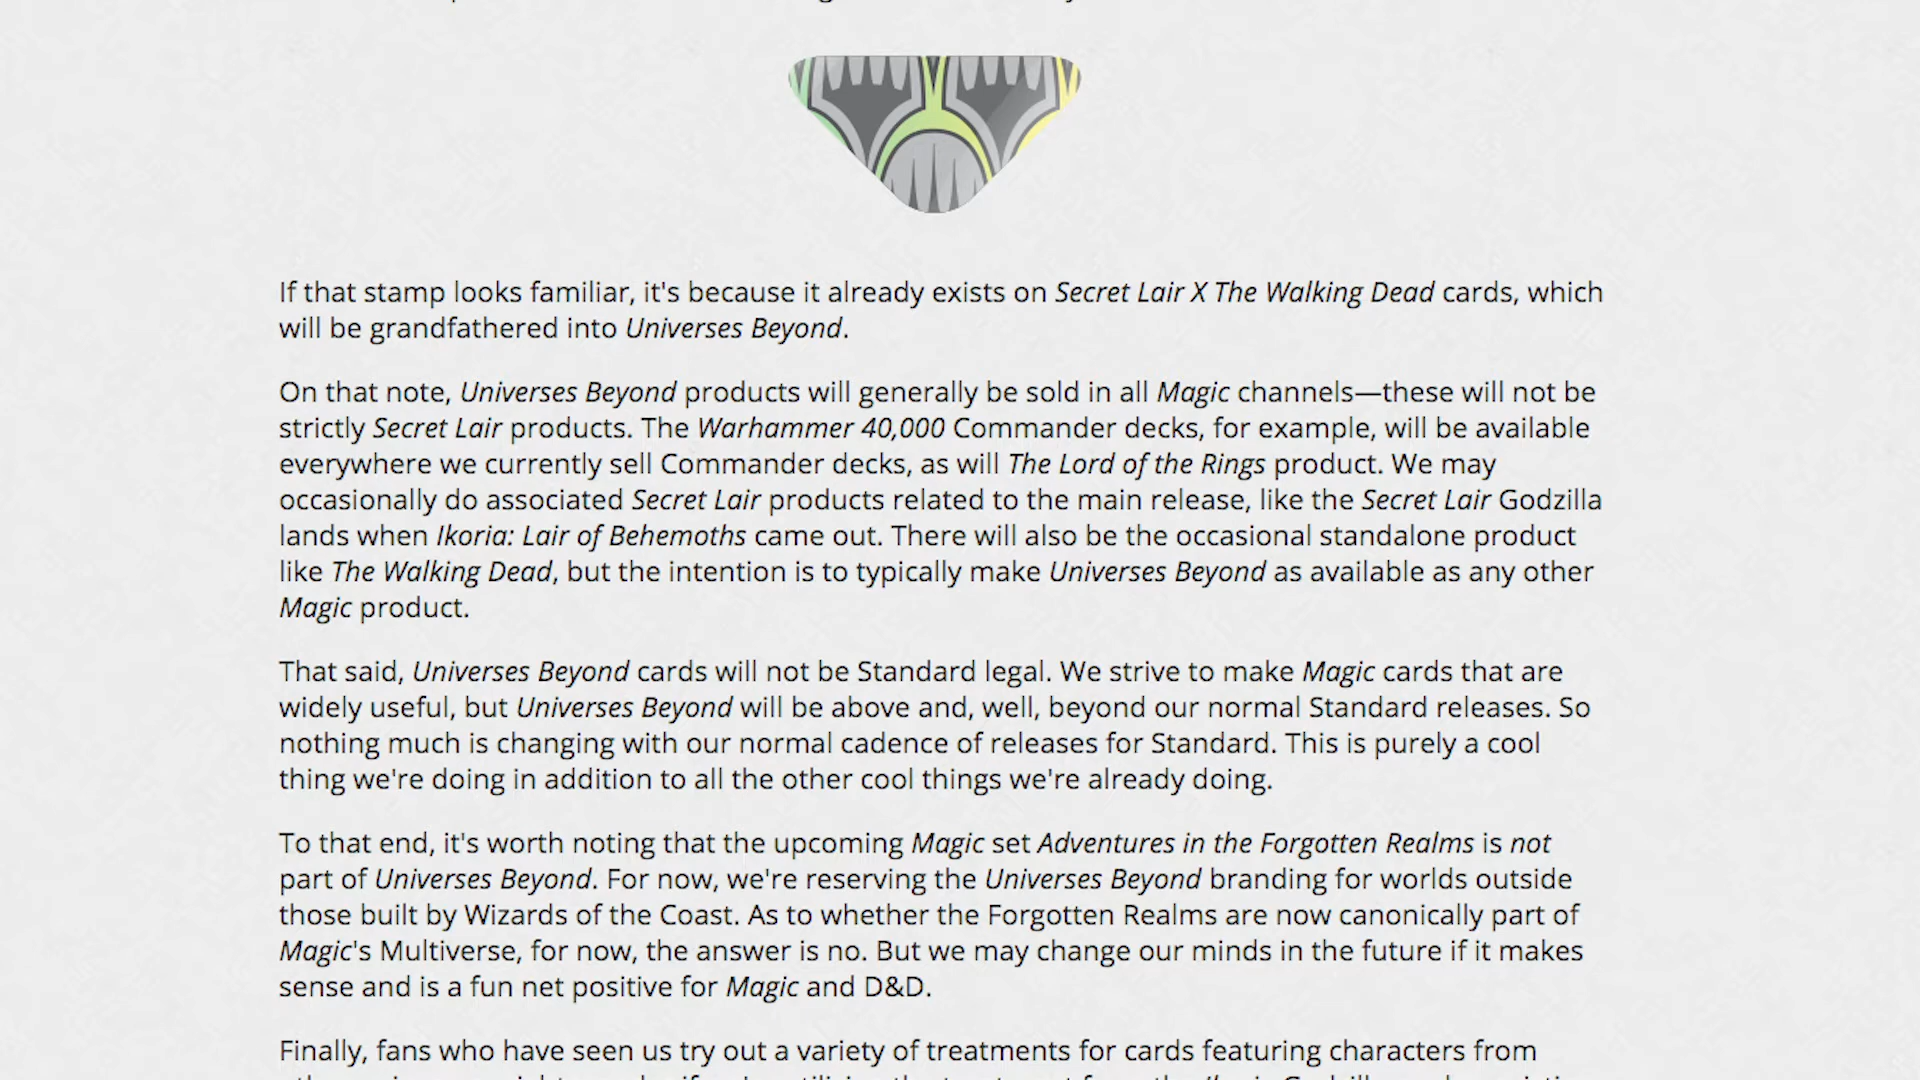 If that stamp looks familiar, it's because it already exists on Secret Lair X The Walking Dead cards, which
will be grandfathered into Universes Beyond.
On that note, Universes Beyond products will generally be sold in all Magic channels—these will not be
strictly Secret Lair products. The Warhammer 40,000 Commander decks, for example, will be available
everywhere we currently sell Commander decks, as will The Lord of the Rings product. We may
occasionally do associated Secret Lair products related to the main release, like the Secret Lair Godzilla
lands when Ikoria: Lair of Behemoths came out. There will also be the occasional standalone product
like The Walking Dead, but the intention is to typically make Universes Beyond as available as any other
Magic product.
That said, Universes Beyond cards will not be Standard legal. We strive to make Magic cards that are
widely useful, but Universes Beyond will be above and, well, beyond our normal Standard releases. So
nothing much is changing with our normal cadence of releases for Standard. This is purely a cool
thing we're doing in addition to all the other cool things we're already doing.
To that end, it's worth noting that the upcoming Magic set Adventures in the Forgotten Realms is not
part of Universes Beyond. For now, we're reserving the Universes Beyond branding for worlds outside
those built by Wizards of the Coast. As to whether the Forgotten Realms are now canonically part of
Magic's Multiverse, for now, the answer is no. But we may change our minds in the future if it makes
sense and is a fun net positive for Magic and D&D.
Finally, fans who have seen us try out a variety of treatments for cards featuring characters from